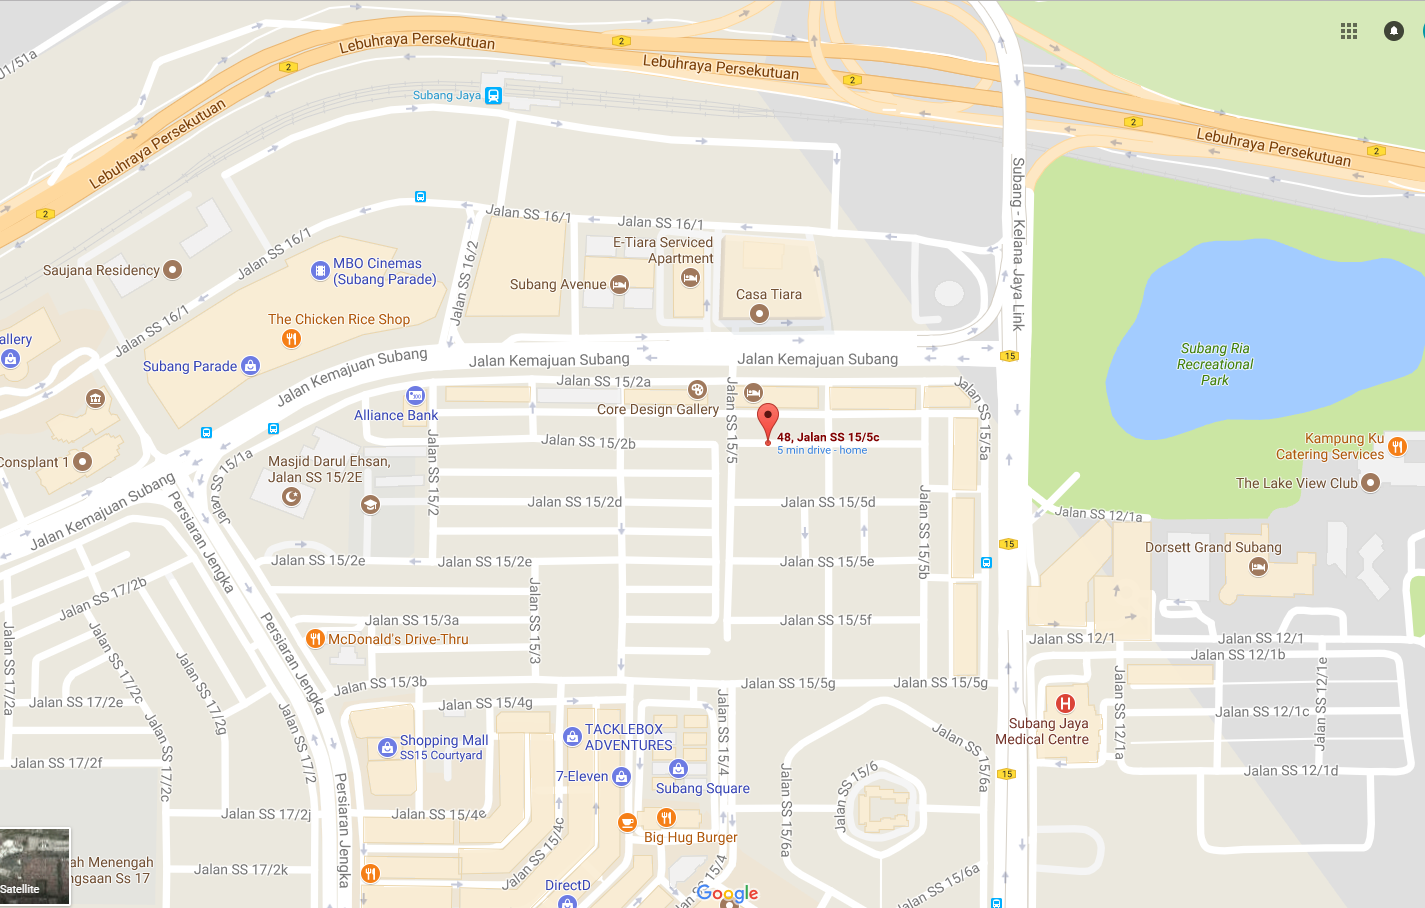 U1/51a
Lebuhraya Persekutuan
2
Lebuhraya Persekutuan
2
2
Lebuhraya Persekutuan
2
2
Lebuhraya Persekutuan
2
Subang Jaya
Subang - Kelana Jaya Link
Jalan SS 16/1
Jalan SS 16/1
Jalan SS 16/1
Jalan SS 16/1
Jalan SS 16/2
Saujana Residency
MBO Cinemas
(Subang Parade)
E-Tiara Serviced
Apartment
Subang Avenue
Casa Tiara
The Chicken Rice Shop
allery
Subang Parade
Jalan Kemajuan Subang
Jalan Kemajuan Subang
Jalan Kemajuan Subang
Jalan Kemajuan Subang
15
Subang Ria
Recreational
Park
Jalan SS 15/2a
Alliance Bank
Core Design Gallery
Jalan SS 15/5
Jalan SS 15/5a
48, Jalan SS 15/5c
5 min drive - home
Kampung Ku
Catering Services
The Lake View Club
Consplant 1
Jalan SS 15/1a
Masjid Darul Ehsan,
Jalan SS 15/2E
Jalan SS 15/2
Jalan SS 15/2b
Jalan SS 15/2d
Jalan SS 15/5d
Jalan SS 15/5b
Jalan SS 12/1a
15
Dorsett Grand Subang
Persiaran Jengka
Jalan SS 15/2e
Jalan SS 15/2e
Jalan SS 15/5e
Jalan SS 17/2b
Persiaran Jengka
Jalan SS 15/3a
Jalan SS 15/3
Jalan SS 15/5f
McDonald's Drive-Thru
Jalan SS 12/1
Jalan SS 12/1
Jalan SS 12/1b
Jalan SS 17/2a
Jalan SS 17/2c
Jalan SS 17/2g
Jalan SS 15/3b
Jalan SS 15/5g
Jalan SS 15/5g
Jalan SS 17/2e
Jalan SS 15/4g
Jalan SS 12/1a
Jalan SS 12/1e
Jalan SS 12/1c
Subang Jaya
Medical Centre
Jalan SS 17/2
TACKLEBOX
ADVENTURES
Shopping Mall
SS15 Courtyard
Jalan SS 15/4
Jalan SS 15/6a
Jalan SS 17/2f
Jalan SS 17/2c
7-Eleven
Subang Square
Jalan SS 15/6
15
Jalan SS 12/1d
Persiaran Jengka
Jalan SS 17/2j
Jalan SS 15/4e
Jalan SS 15/4c
Big Hug Burger
Jalan SS 15/6a
ah Menengah
ngsaan Ss 17
Jalan SS 17/2k
Satellite
DirectD
Jalan SS 15/4
Jalan SS 15/6a
Google